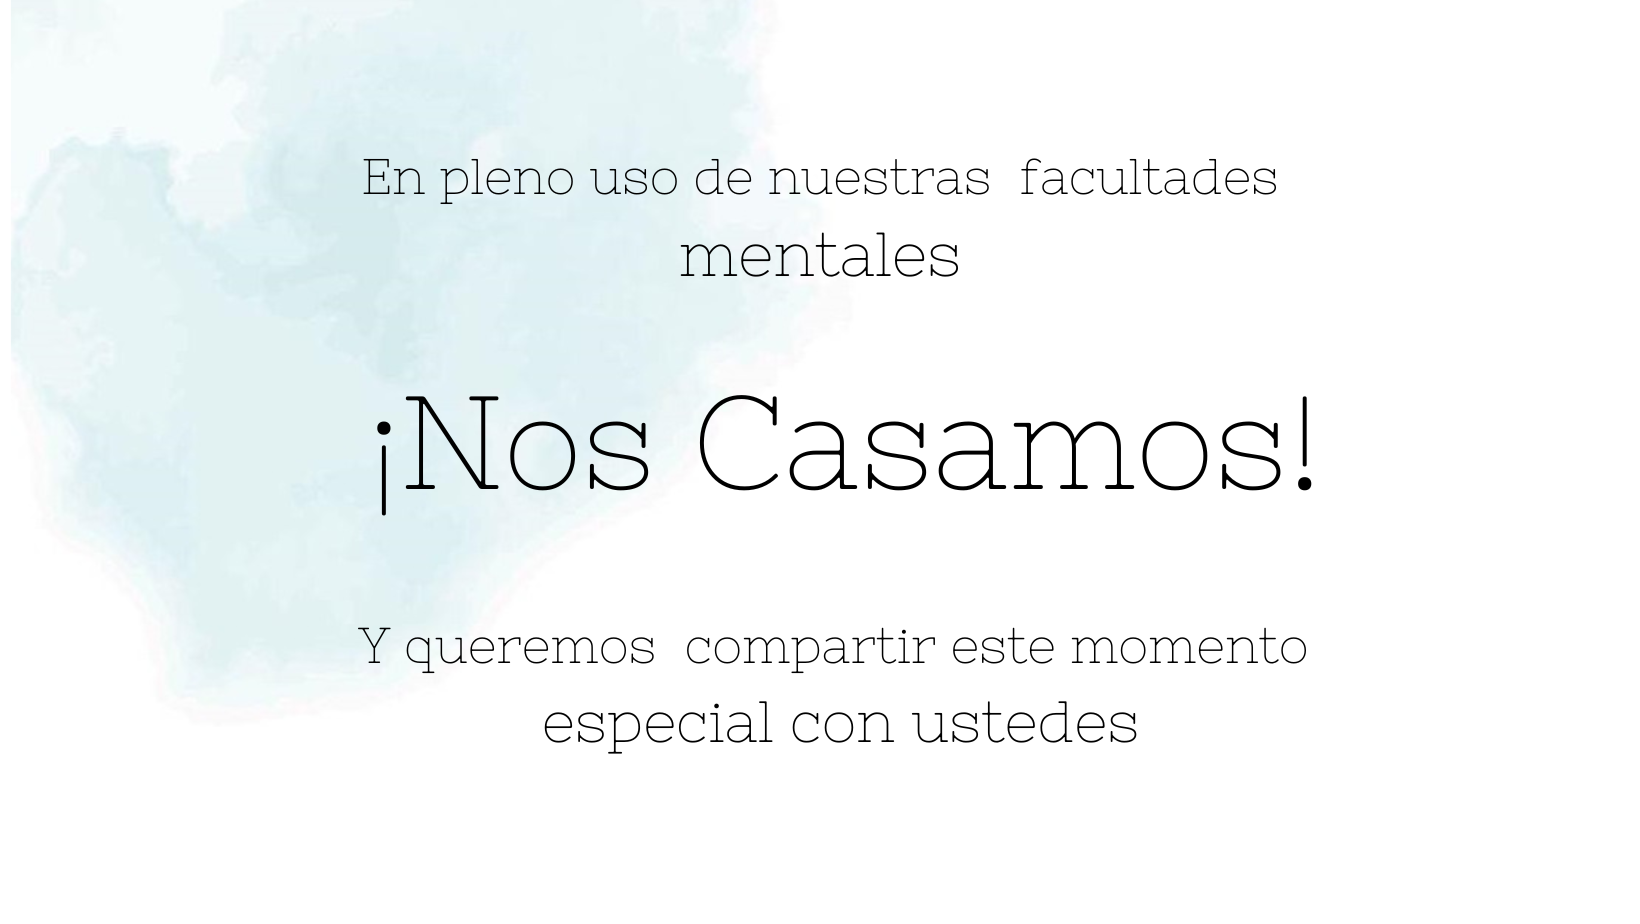 En pleno uso de nuestras facultades
mentales
¡Nos Casamos!
Y queremos compartir este momento
especial con ustedes